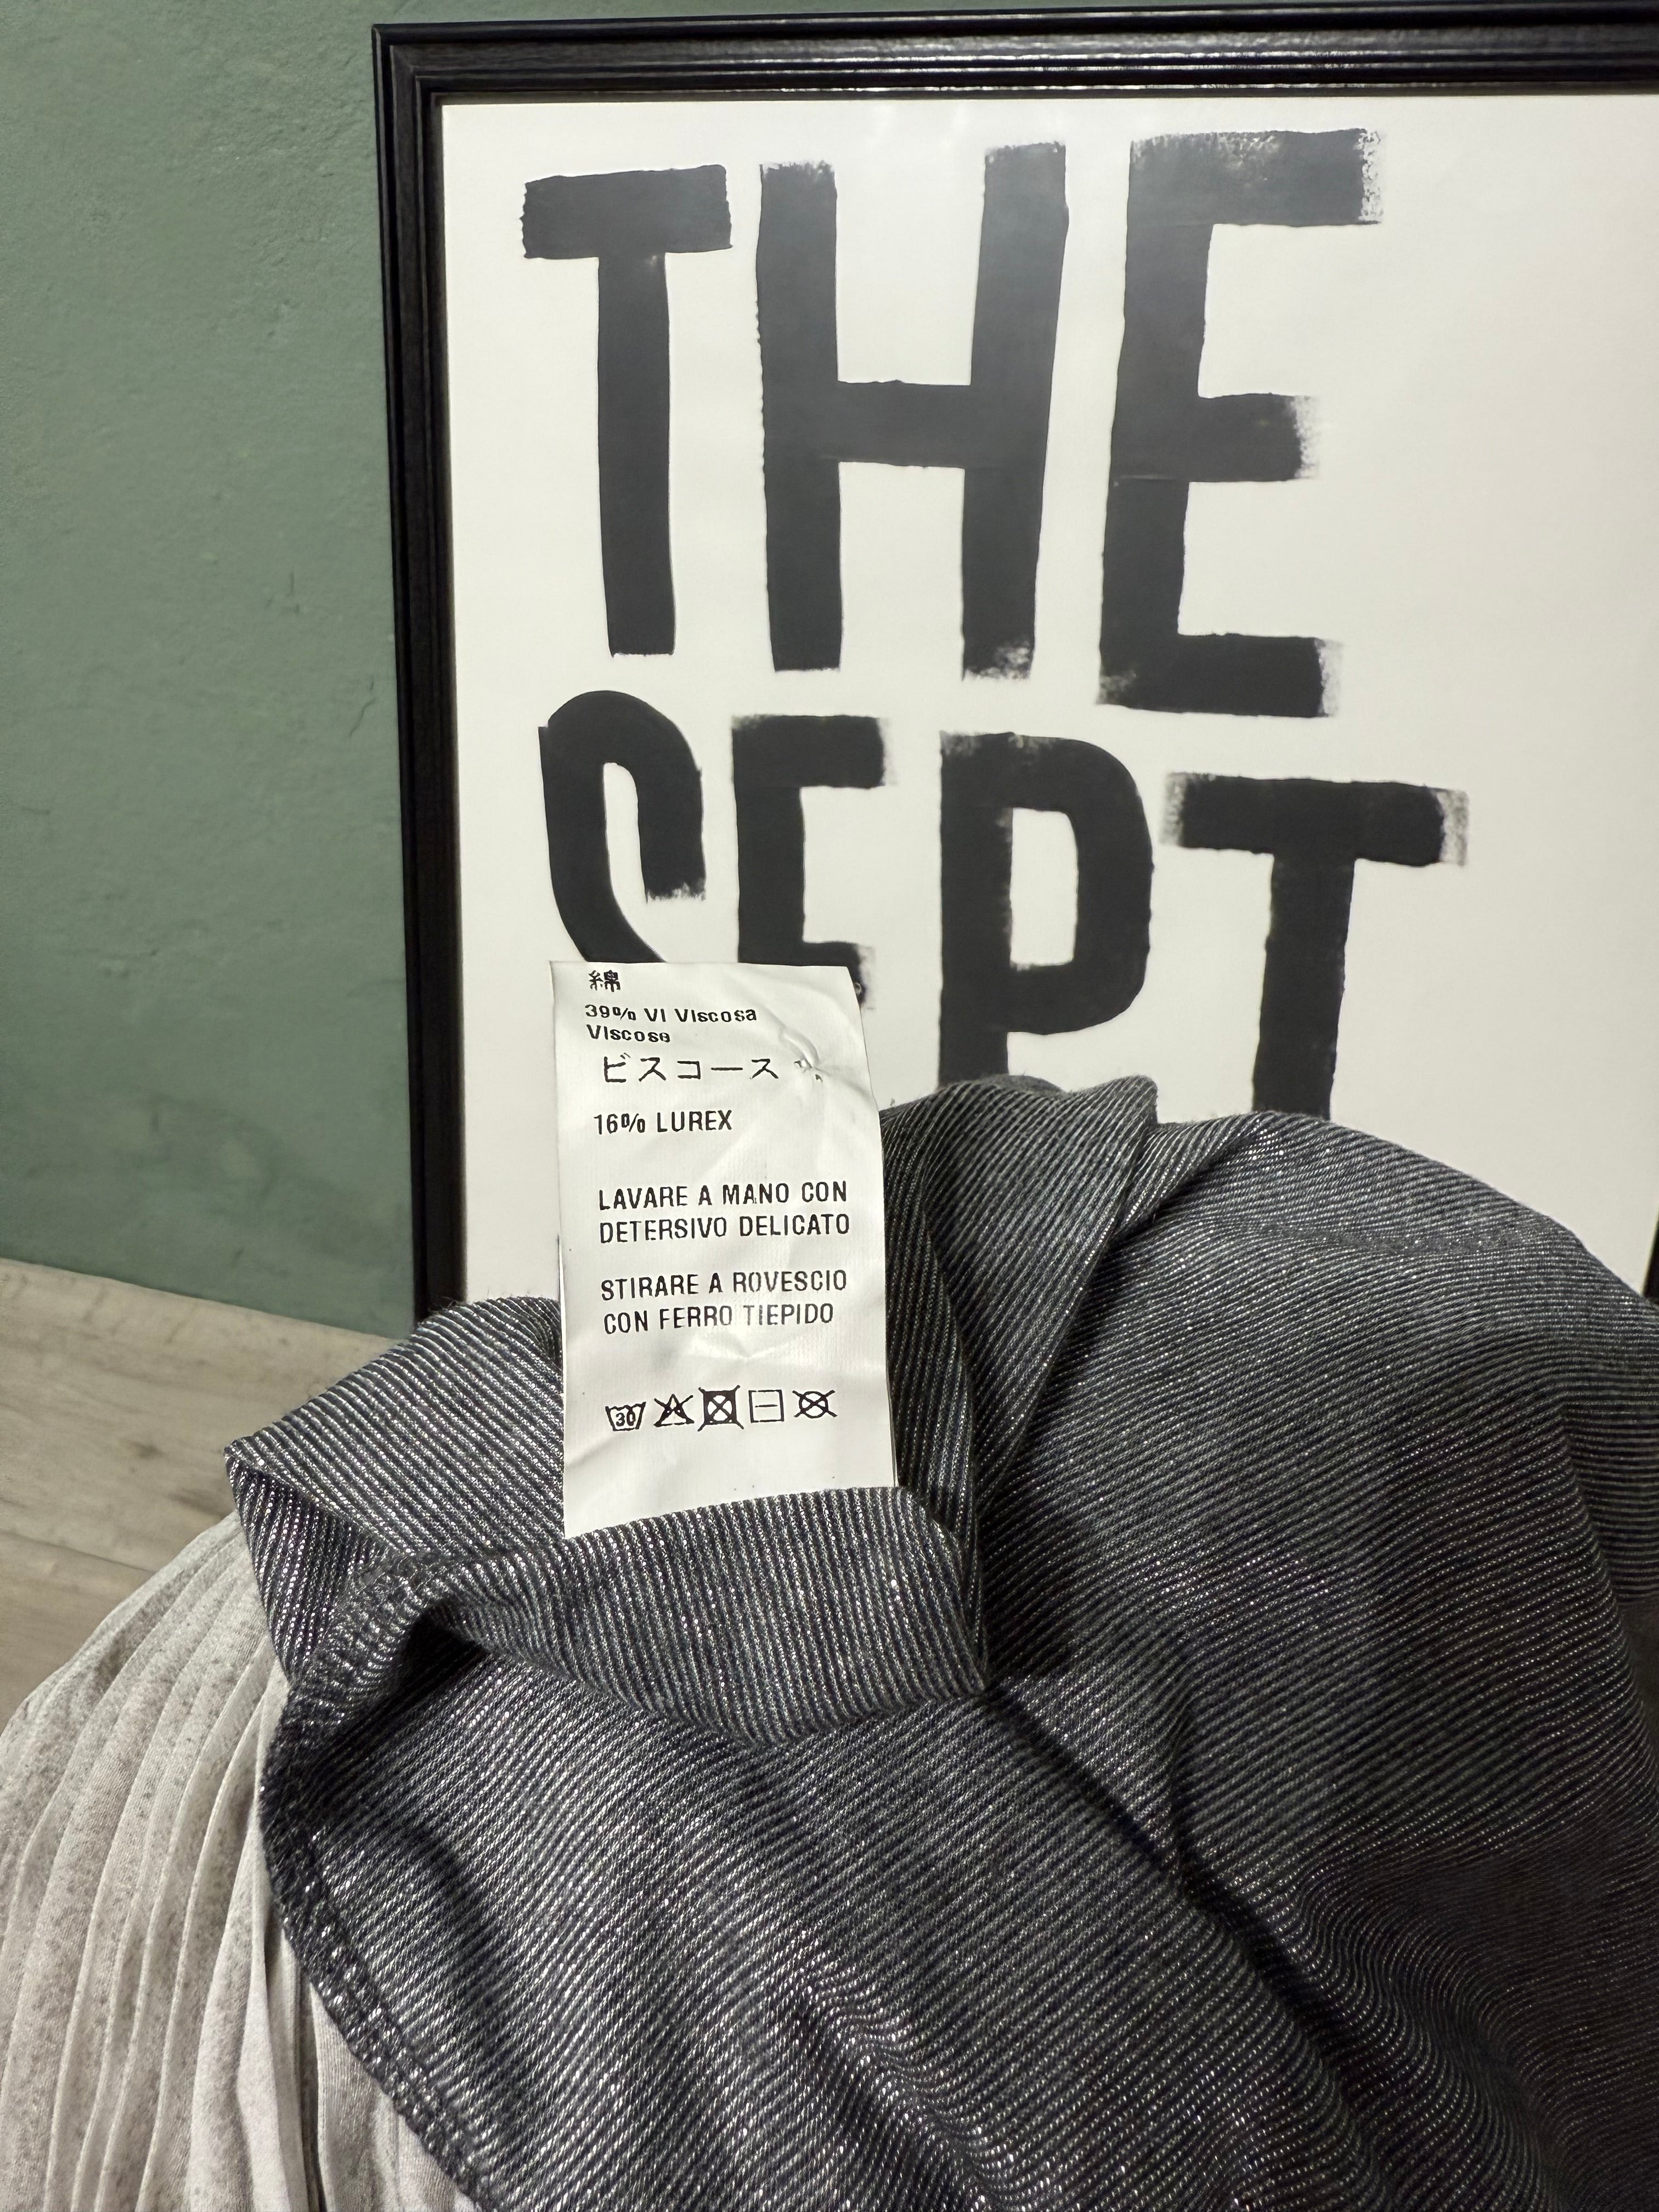 THE
SEPT
綿
39% VI Viscosa
Viscose
ビスコース
16% LUREX
LAVARE A MANO CON
DETERSIVO DELICATO
STIRARE A ROVESCIO
CON FERRO TIEPIDO
30